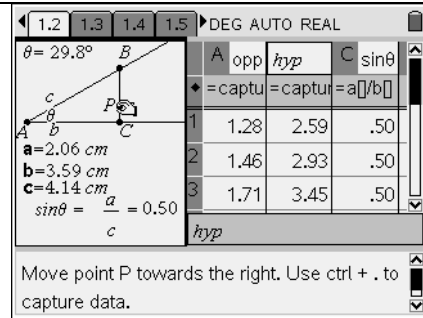 1.2 1.3 1.4 1.5 DEG AUTO REAL
θ= 29.8° B
c P
A θ b C
a=2.06 cm
b=3.59 cm
c=4.14 cm
sinθ = a/c = 0.50
A opp hyp C sinθ
=captu =captur =a[]/b[]
1 1.28 2.59 .50
2 1.46 2.93 .50
3 1.71 3.45 .50
hyp
Move point P towards the right. Use ctrl + . to
capture data.